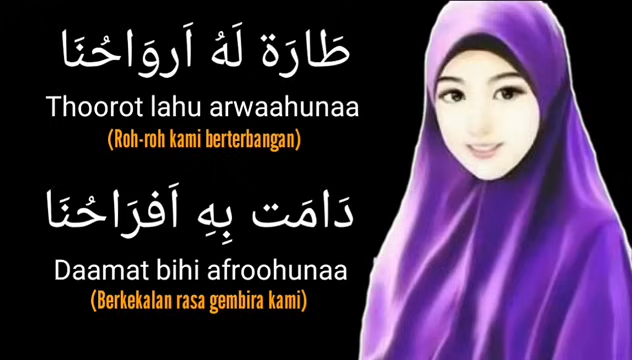 طَارَة لَهُ اَروَاحُنَا
Thoorot lahu arwaahunaa
(Roh-roh kami berterbangan)
دَامَت بِهِ اَفرَاحُنَا
Daamat bihi afroohunaa
(Berkekalan rasa gembira kami)